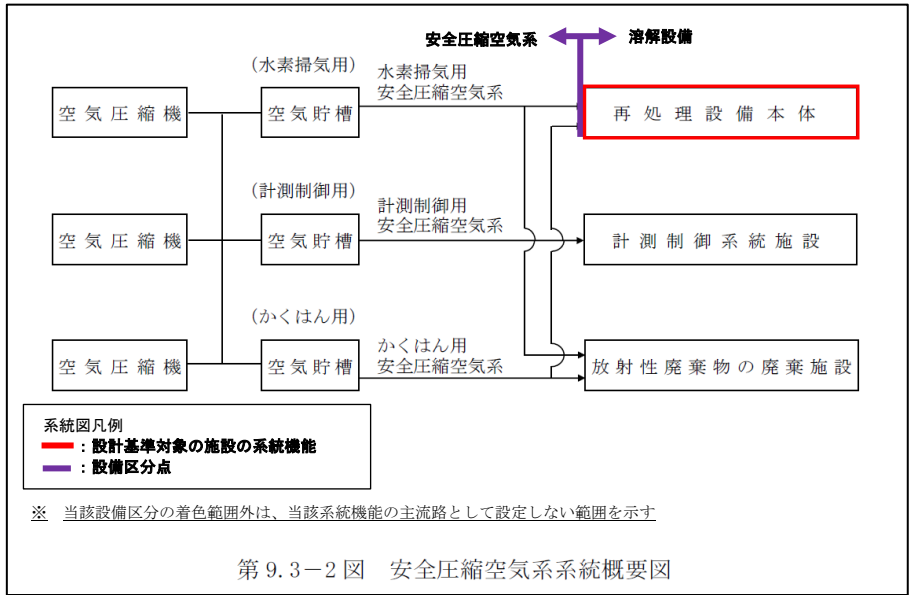 安全圧縮空気系 溶解設備
(水素掃気用)
水素掃気用
安全圧縮空気系
空気圧縮機 空気貯槽 再処理設備本体
(計測制御用)
計測制御用
安全圧縮空気系
空気圧縮機 空気貯槽 計測制御系統施設
(かくはん用)
かくはん用
安全圧縮空気系
空気圧縮機 空気貯槽 放射性廃棄物の廃棄施設
系統図凡例
:設計基準対象の施設の系統機能
:設備区分点
※ 当該設備区分の着色範囲外は、当該系統機能の主流路として設定しない範囲を示す
第9.3-2図 安全圧縮空気系系統概要図